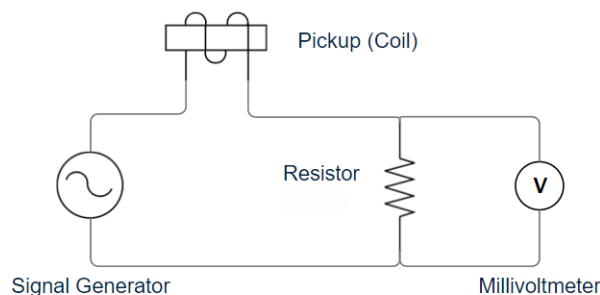 Pickup (Coil)
Resistor
V
Signal Generator
Millivoltmeter